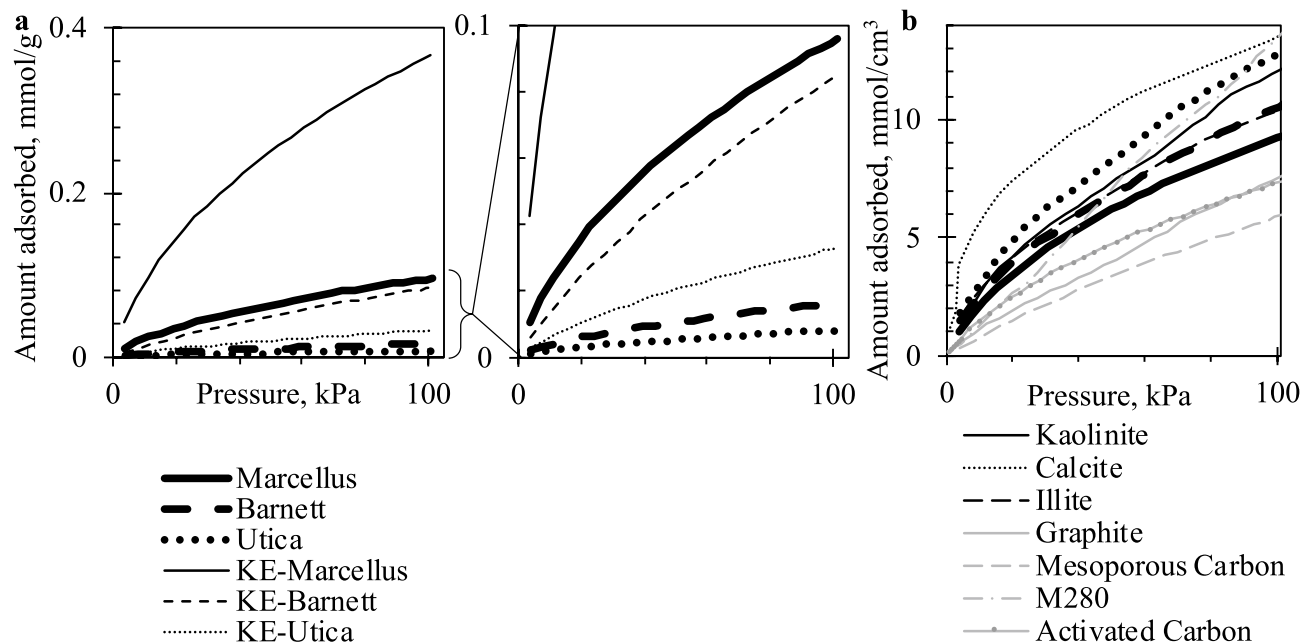 a
Amount adsorbed, mmol/g
0.4
0.2
0
0
Pressure, kPa
100
0.1
0
0
100
b
Amount adsorbed, mmol/cm³
10
5
0
0
Pressure, kPa
100
Marcellus
Barnett
Utica
KE-Marcellus
KE-Barnett
KE-Utica
Kaolinite
Calcite
Illite
Graphite
Mesoporous Carbon
M280
Activated Carbon